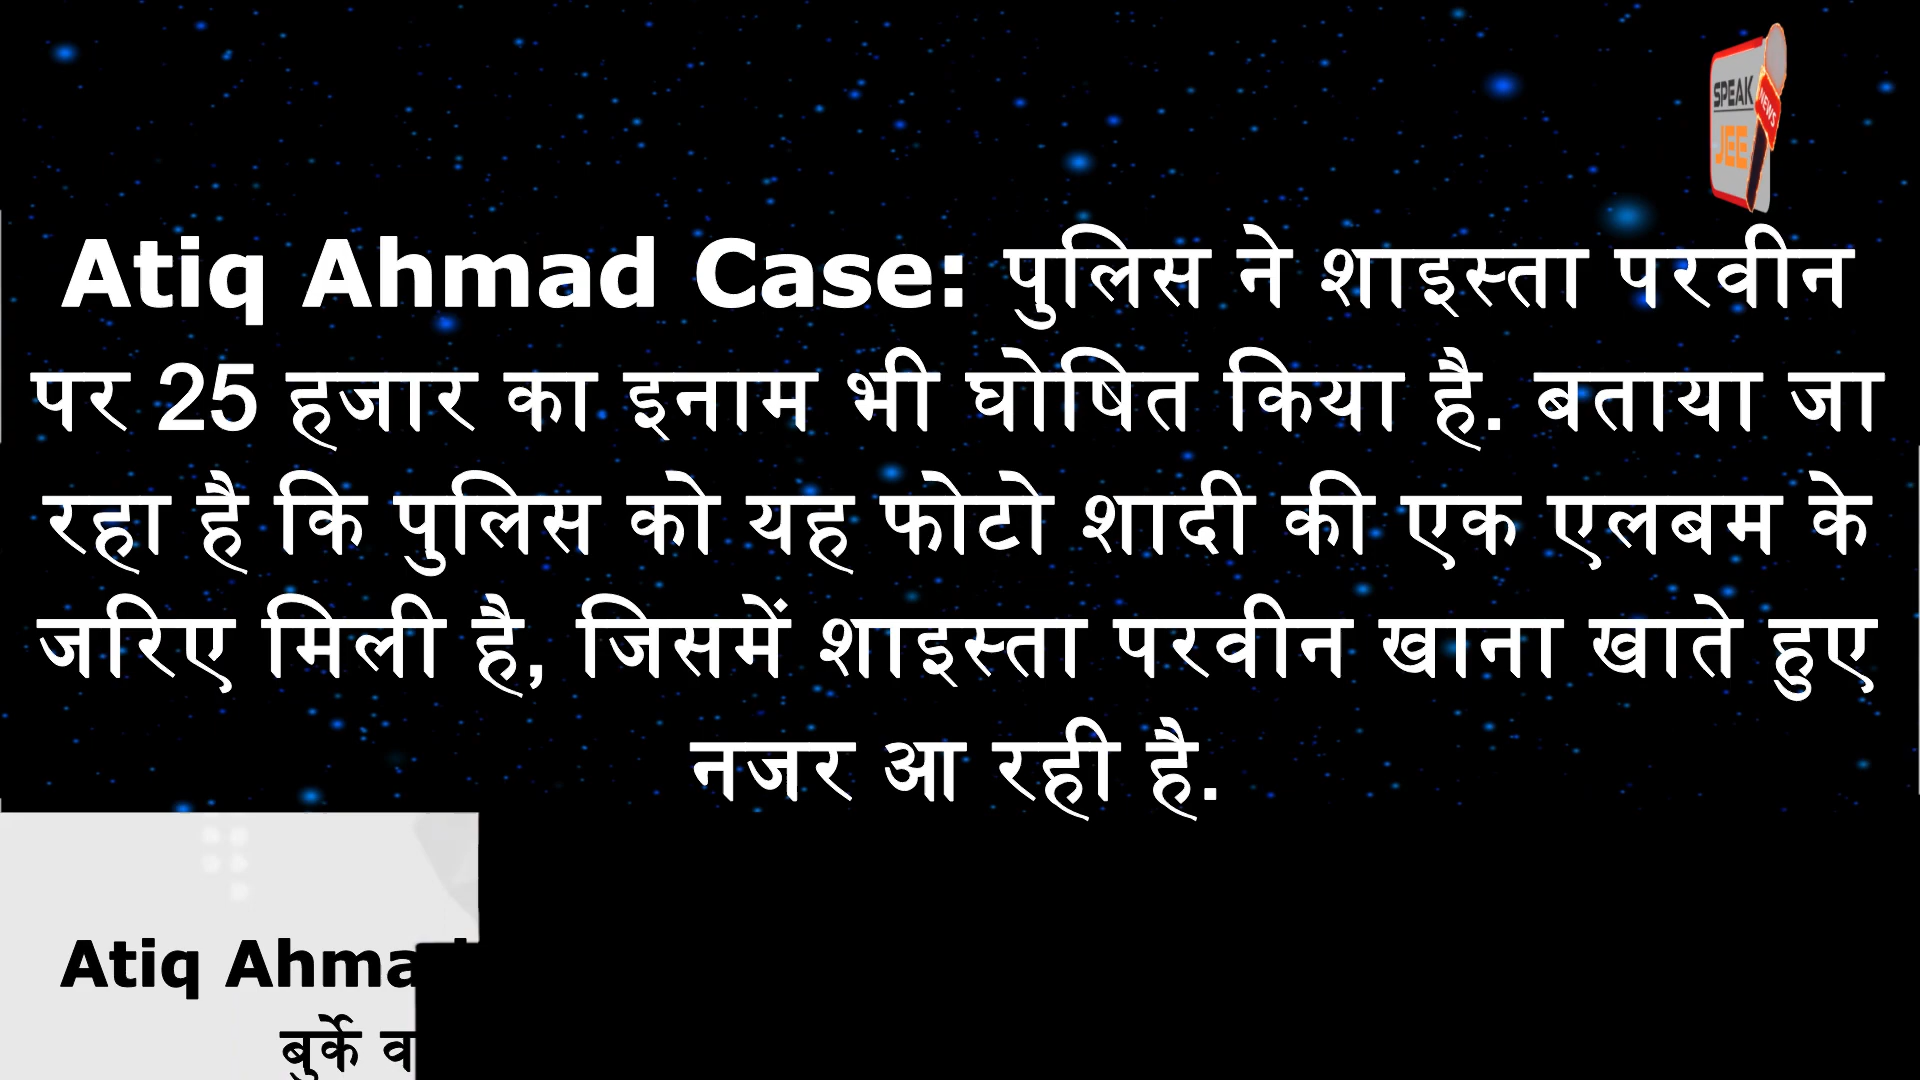 SPEAK
NEWS
JEE
Atiq Ahmad Case: पुलिस ने शाइस्ता परवीन
पर 25 हजार का इनाम भी घोषित किया है. बताया जा
रहा है कि पुलिस को यह फोटो शादी की एक एलबम के
जरिए मिली है, जिसमें शाइस्ता परवीन खाना खाते हुए
नजर आ रही है.
Atiq
बुर्के